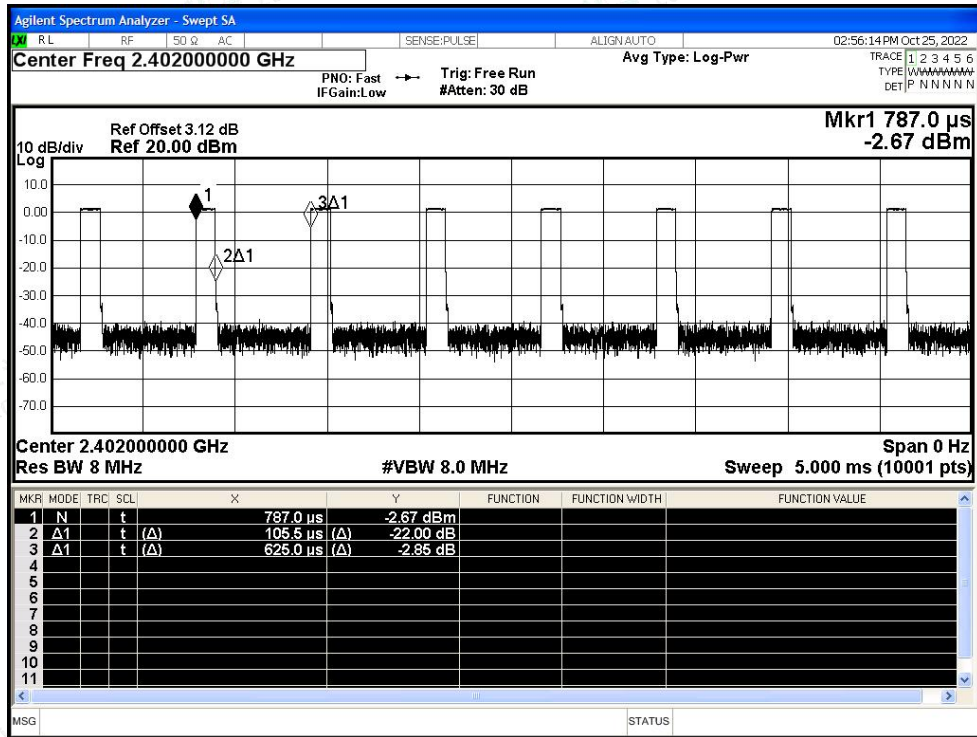 Agilent Spectrum Analyzer - Swept SA
LXI RL RF 50 Ω AC SENSE:PULSE ALIGN AUTO 02:56:14 PM Oct 25, 2022
Center Freq 2.402000000 GHz Avg Type: Log-Pwr TRACE 1 2 3 4 5 6
PNO: Fast Trig: Free Run TYPE WWWWWW
IFGain:Low #Atten: 30 dB DET P N N N N N
Mkr1 787.0 µs
Ref Offset 3.12 dB
10 dB/div Ref 20.00 dBm -2.67 dBm
Log
10.0
1
0.00 3Δ1
-10.0
2Δ1
-20.0
-30.0
-40.0
-50.0
-60.0
-70.0
Center 2.402000000 GHz Span 0 Hz
Res BW 8 MHz #VBW 8.0 MHz Sweep 5.000 ms (10001 pts)
MKR MODE TRC SCL X Y FUNCTION FUNCTION WIDTH FUNCTION VALUE
1 N t 787.0 µs -2.67 dBm
2 Δ1 t (Δ) 105.5 µs (Δ) -22.00 dB
3 Δ1 t (Δ) 625.0 µs (Δ) -2.85 dB
4
5
6
7
8
9
10
11
MSG STATUS